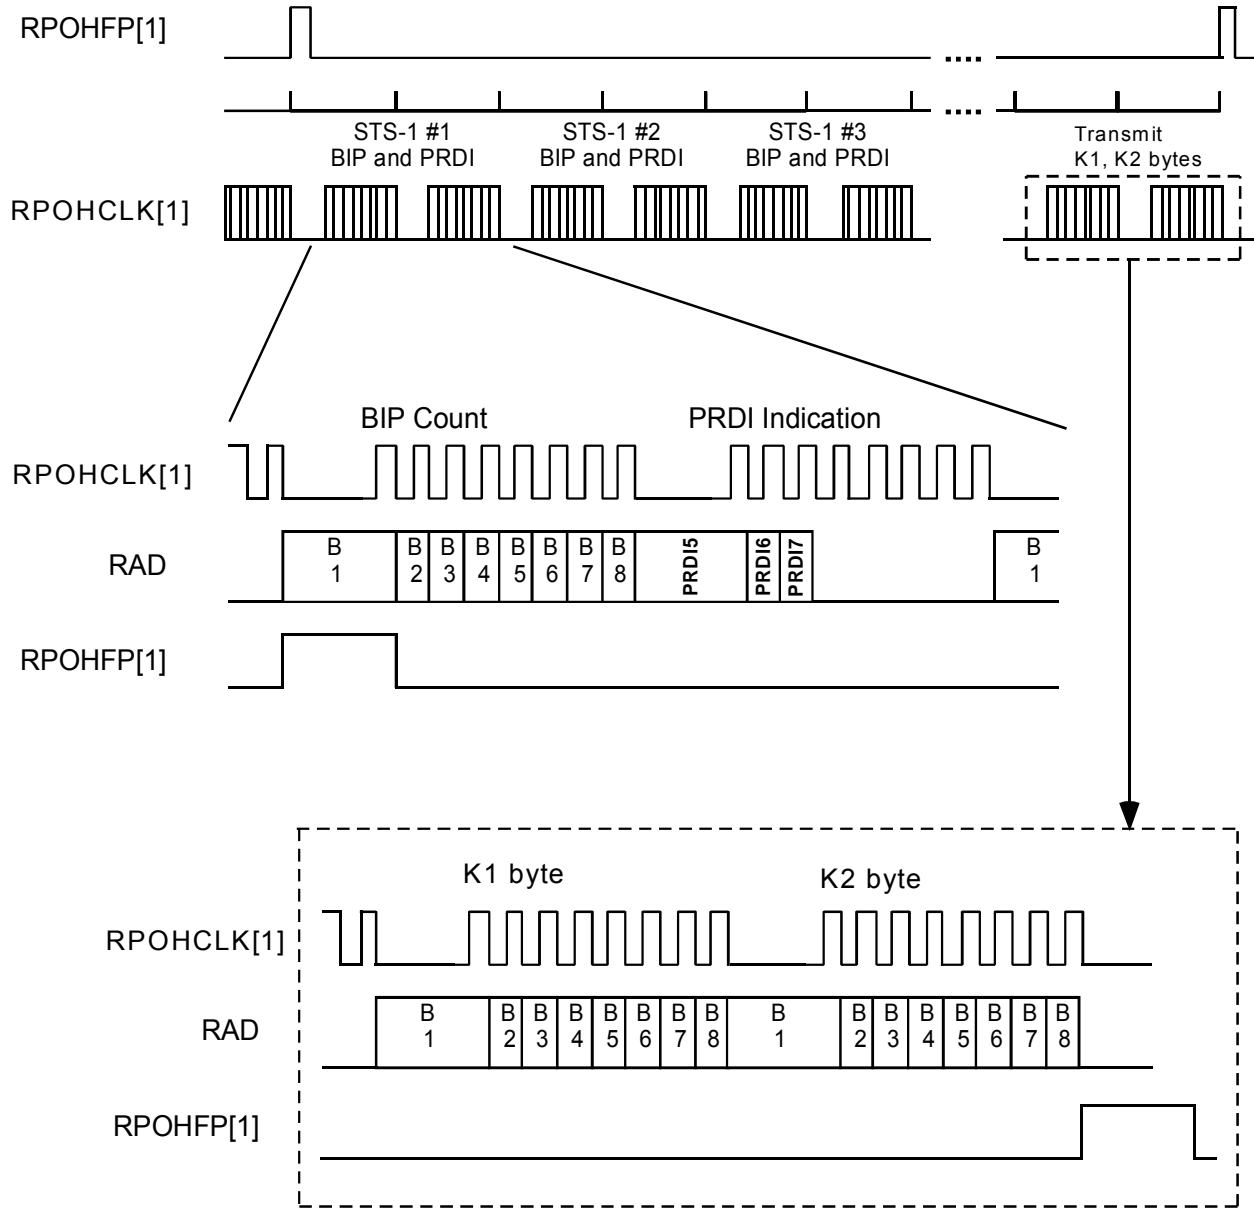 RPOHFP[1]
....
....
STS-1 #1
BIP and PRDI
STS-1 #2
BIP and PRDI
STS-1 #3
BIP and PRDI
Transmit
K1, K2 bytes
RPOHCLK[1]
BIP Count
PRDI Indication
RPOHCLK[1]
RAD
B
1
B
2
B
3
B
4
B
5
B
6
B
7
B
8
PRDI5
PRDI6
PRDI7
B
1
RPOHFP[1]
K1 byte
K2 byte
RPOHCLK[1]
RAD
B
1
B
2
B
3
B
4
B
5
B
6
B
7
B
8
B
1
B
2
B
3
B
4
B
5
B
6
B
7
B
8
RPOHFP[1]